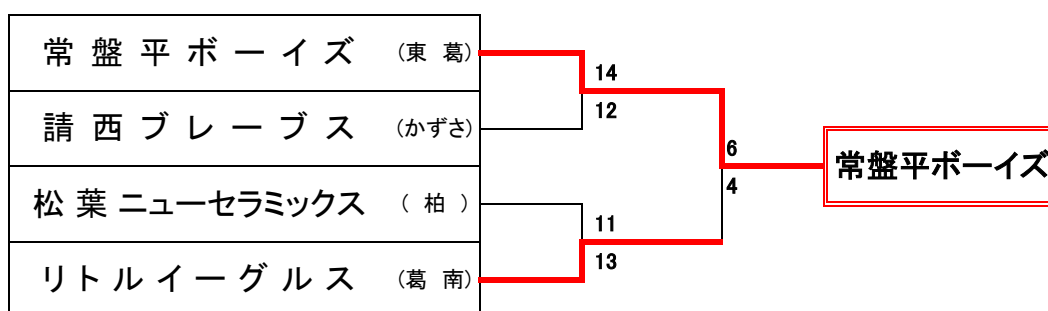 常盤平ボーイズ (東 葛)
14
請西ブレーブス (かずさ)
12
6
常盤平ボーイズ
4
松葉ニューセラミックス ( 柏 )
11
リトルイーグルス (葛 南)
13